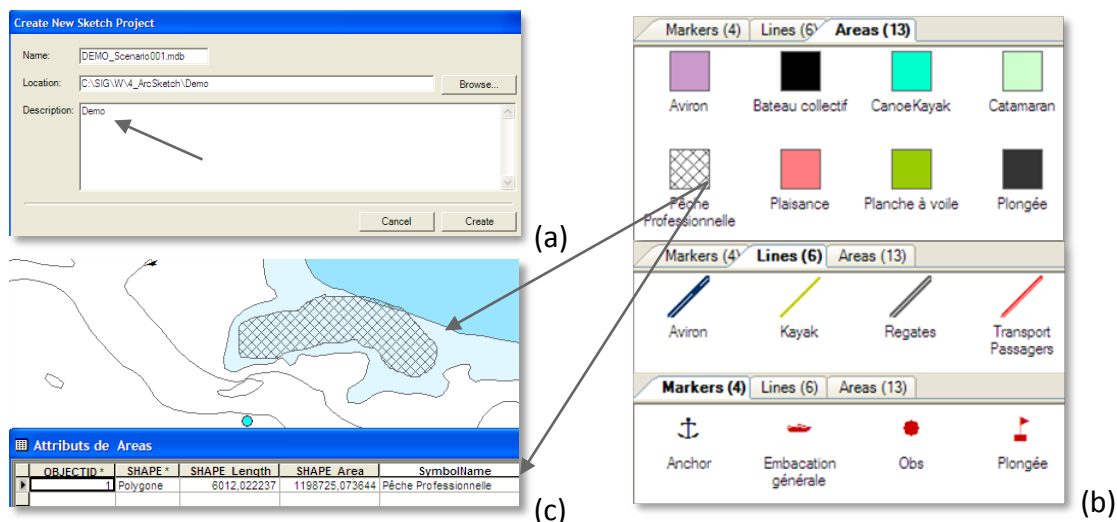 Create New Sketch Project
Name: DEMO_Scenario001.mdb
Location: C:\SIG\W\4_ArcSketch\Demo Browse...
Description: Demo
Cancel Create
(a)
Markers (4) Lines (6) Areas (13)
Aviron Bateau collectif CanoeKayak Catamaran
Pêche Professionnelle Plaisance Planche à voile Plongée
Markers (4) Lines (6) Areas (13)
Aviron Kayak Regates Transport Passagers
Markers (4) Lines (6) Areas (13)
Anchor Embacation générale Obs Plongée
(b)
Attributs de Areas
OBJECTID * SHAPE * SHAPE_Length SHAPE_Area SymbolName
1 Polygone 6012,022237 1198725,073644 Pêche Professionnelle
(c)